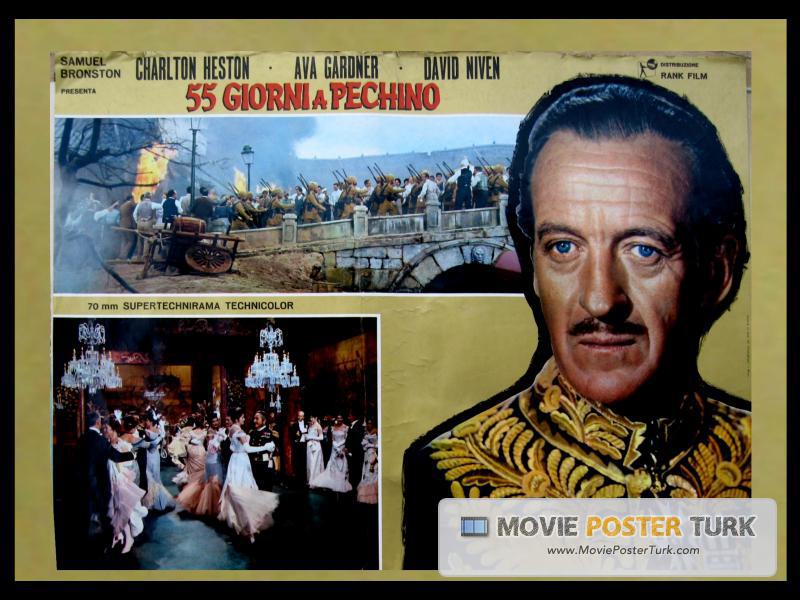 SAMUEL BRONSTON
PRESENTA
CHARLTON HESTON · AVA GARDNER · DAVID NIVEN
55 GIORNI A PECHINO
DISTRIBUZIONE
RANK FILM
70 mm SUPERTECHNIRAMA TECHNICOLOR
MOVIE POSTER TURK
www.MoviePosterTurk.com